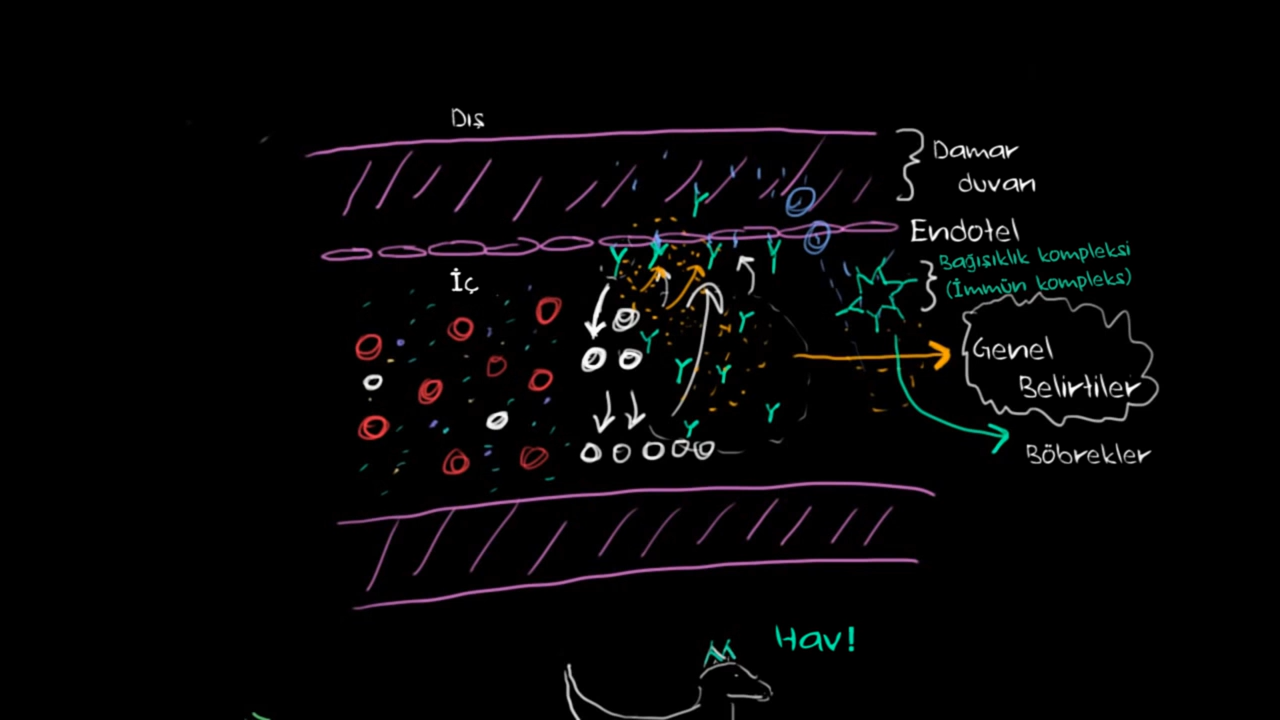 Dış
Damar
duvarı
Endotel
Bağışıklık kompleksi
(İmmün kompleks)
İç
Genel
Belirtiler
Böbrekler
Hav!